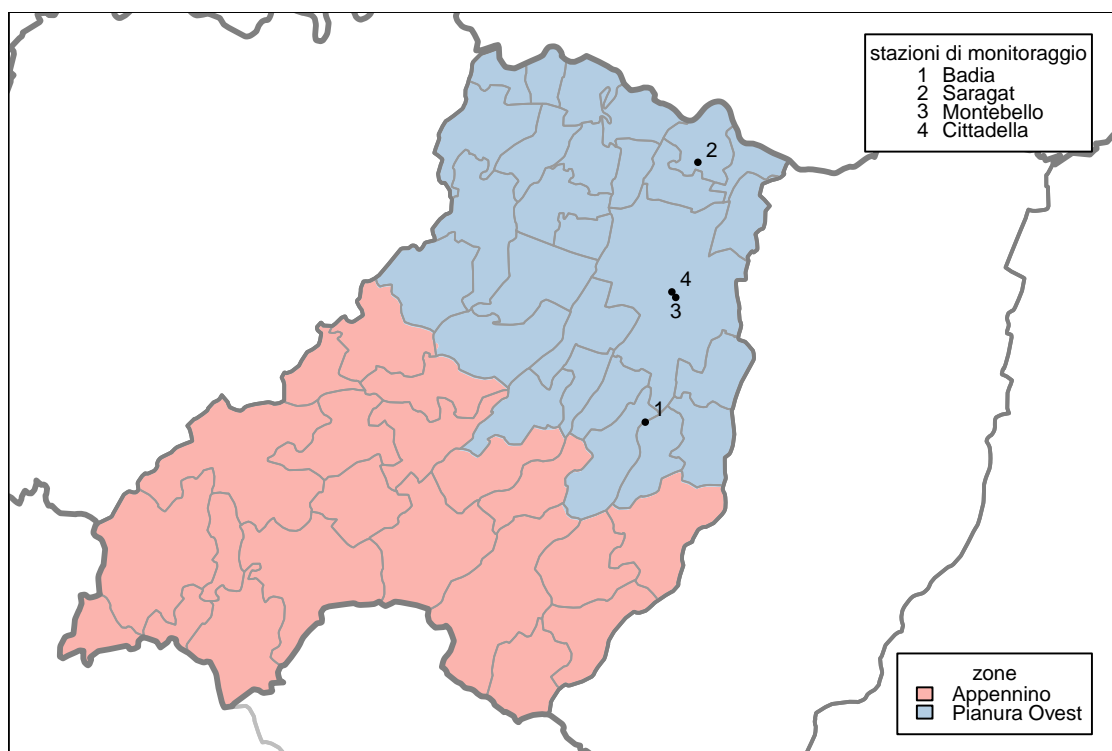 stazioni di monitoraggio
1 Badia
2 Saragat
3 Montebello
4 Cittadella
2
4
3
1
zone
Appennino
Pianura Ovest